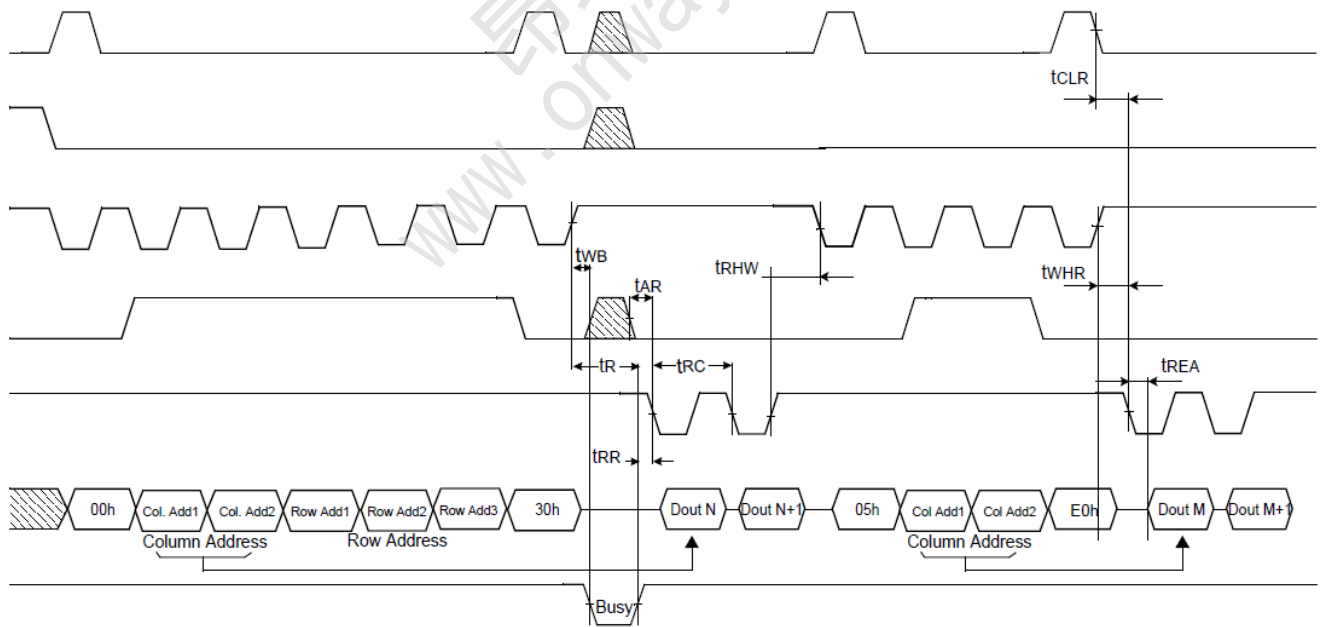 www.onway
tCLR
tWB
tAR
tRHW
tWHR
tR
tRC
tREA
tRR
00h Col. Add1 Col. Add2 Row Add1 Row Add2 Row Add3 30h Dout N Dout N+1 05h Col Add1 Col Add2 E0h Dout M Dout M+1
Column Address Row Address Column Address
Busy